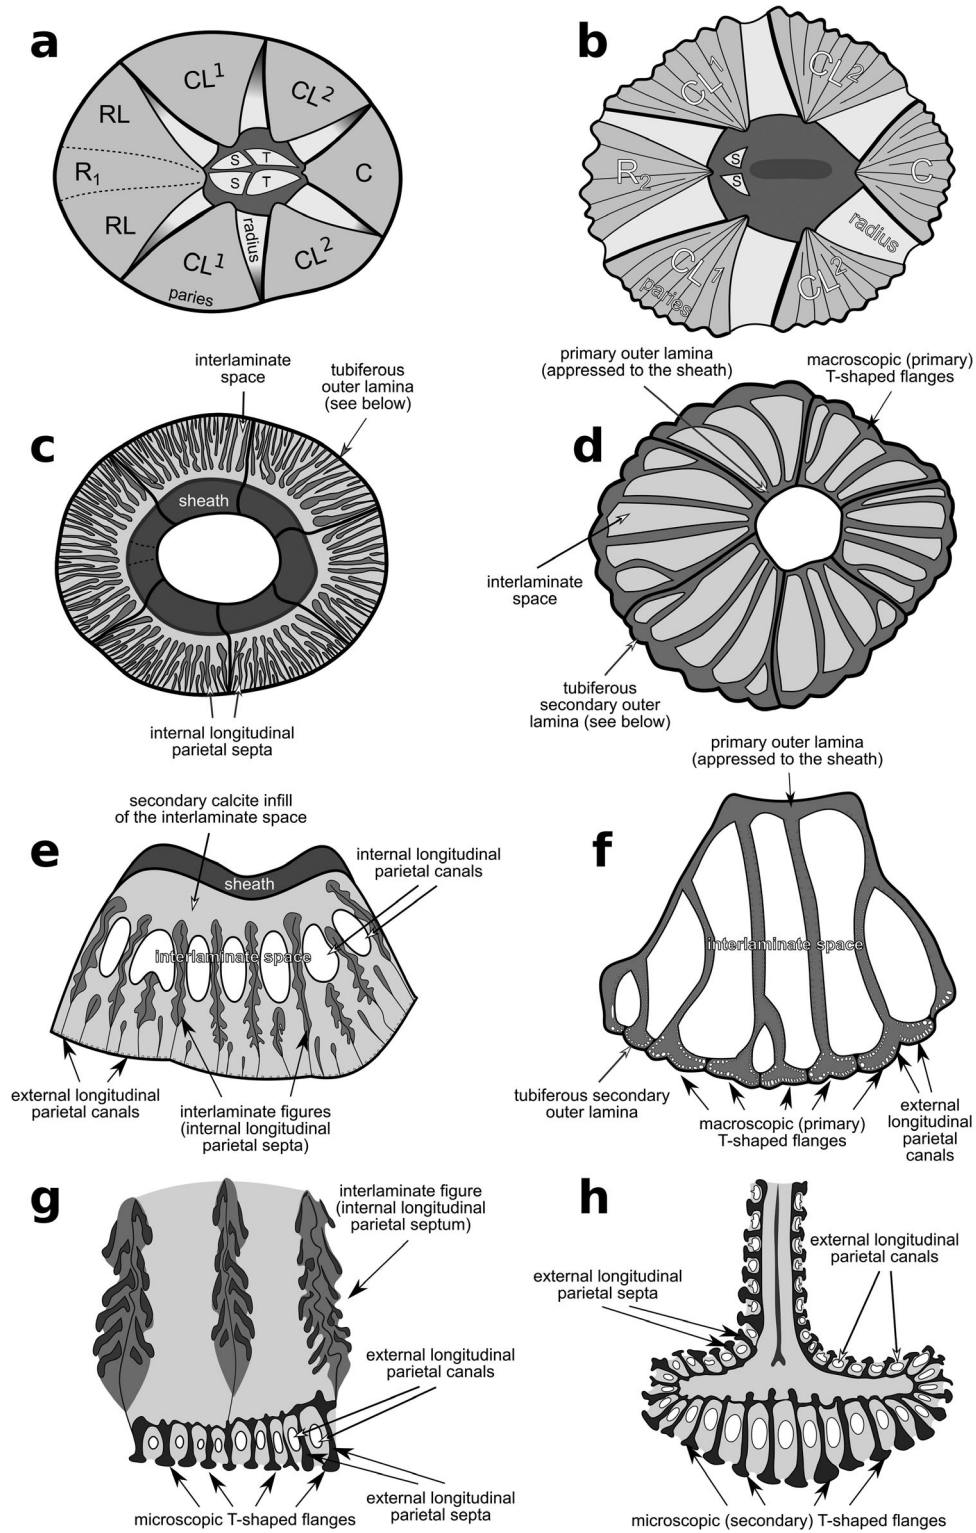 a
CL1
CL2
RL
R1
S
T
S
T
C
RL
CL1
radius
CL2
paries
b
CL1
CL2
R2
S
S
C
radius
CL1
paries
CL2
c
interlaminate
space
tubiferous
outer lamina
(see below)
sheath
internal longitudinal
parietal septa
d
primary outer lamina
(appressed to the sheath)
macroscopic (primary)
T-shaped flanges
interlaminate
space
tubiferous
secondary outer
lamina (see below)
e
secondary calcite infill
of the interlaminate space
sheath
internal longitudinal
parietal canals
interlaminate space
external longitudinal
parietal canals
interlaminate figures
(internal longitudinal
parietal septa)
f
primary outer lamina
(appressed to the sheath)
interlaminate space
tubiferous secondary
outer lamina
macroscopic (primary)
T-shaped flanges
external
longitudinal
parietal
canals
g
interlaminate figure
(internal longitudinal
parietal septum)
external longitudinal
parietal canals
external longitudinal
parietal septa
microscopic T-shaped flanges
h
external longitudinal
parietal canals
external longitudinal
parietal septa
microscopic (secondary) T-shaped flanges